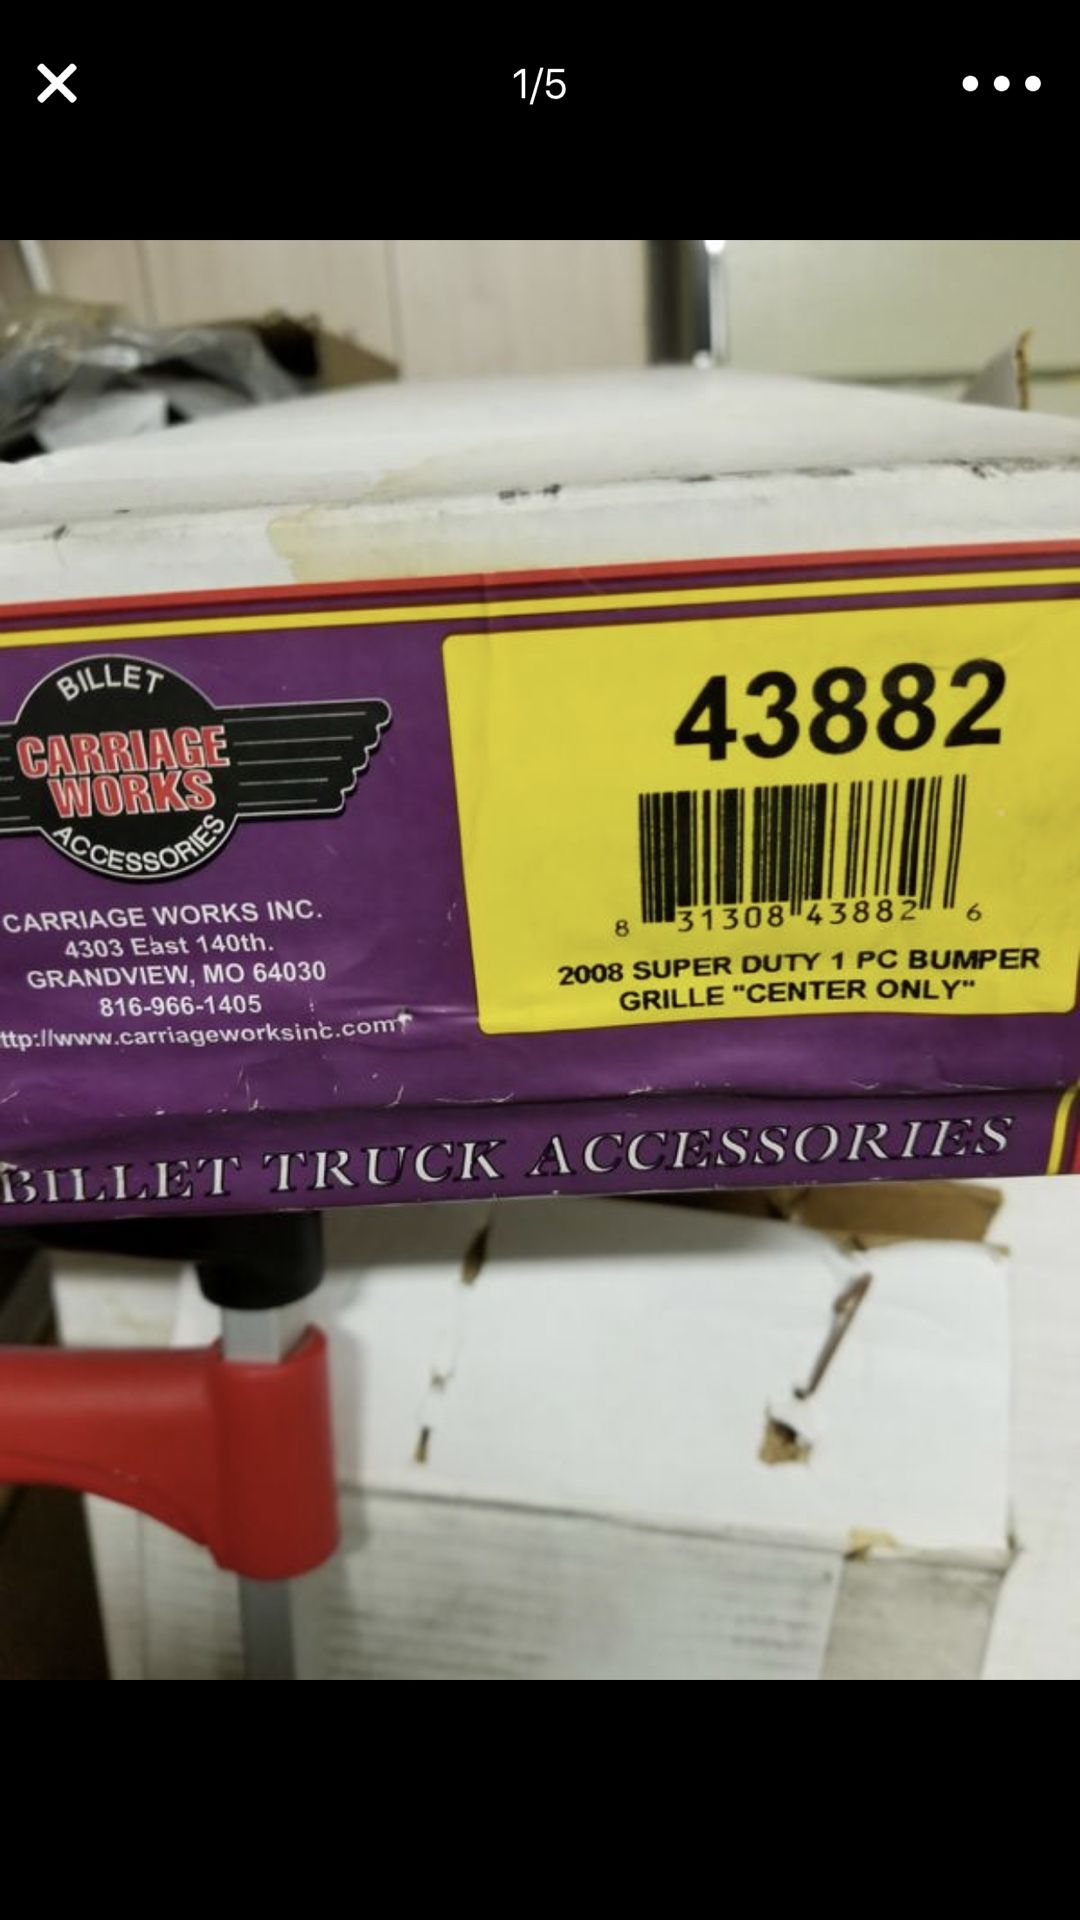 1/5
BILLET
CARRIAGE
WORKS
ACCESSORIES
CARRIAGE WORKS INC.
4303 East 140th.
GRANDVIEW, MO 64030
816-966-1405
ttp://www.carriageworksinc.com
43882
8 31308 43882 6
2008 SUPER DUTY 1 PC BUMPER
GRILLE "CENTER ONLY"
BILLET TRUCK ACCESSORIES